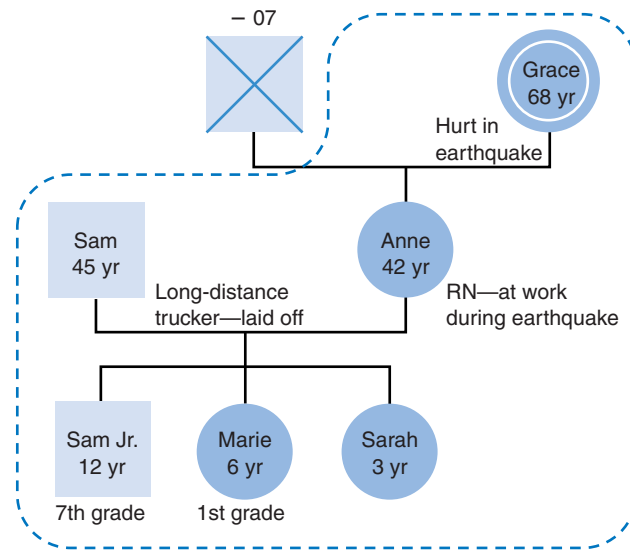 – 07
Grace
68 yr
Hurt in
earthquake
Sam
45 yr
Anne
42 yr
Long-distance
trucker—laid off
RN—at work
during earthquake
Sam Jr.
12 yr
Marie
6 yr
Sarah
3 yr
7th grade
1st grade